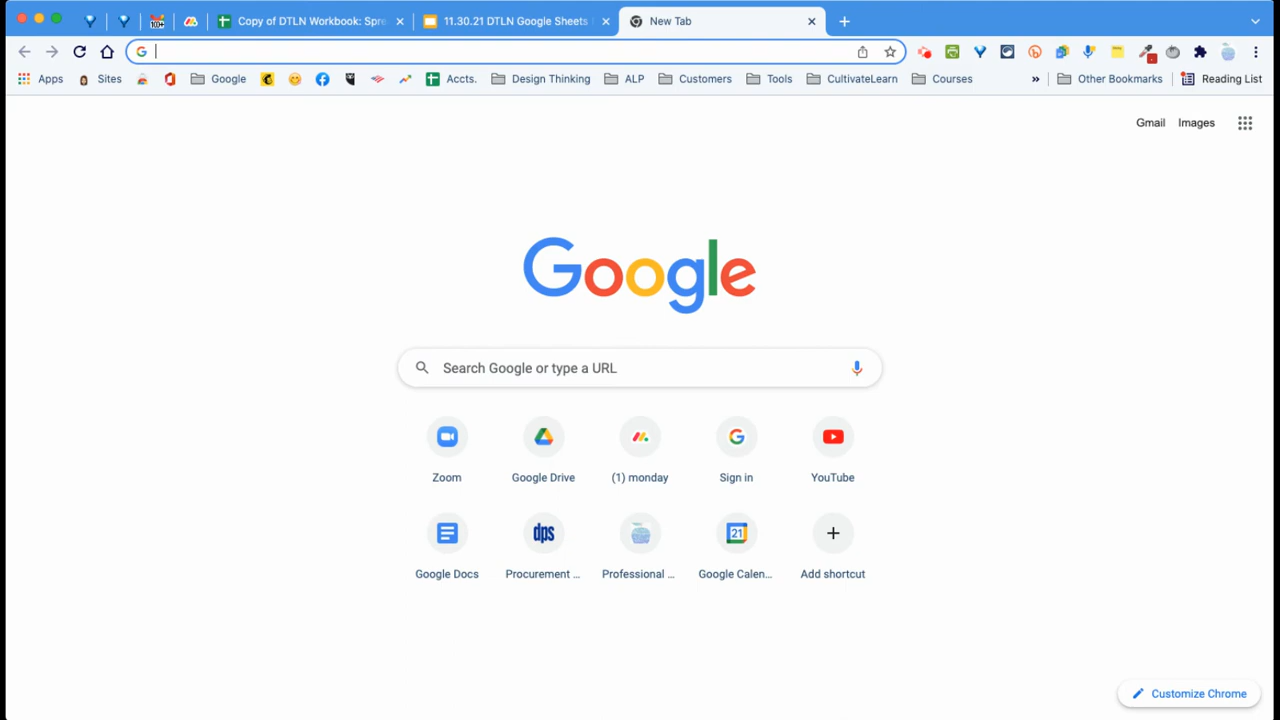 Copy of DTLN Workbook: Spre
11.30.21 DTLN Google Sheets
New Tab
Apps
Sites
Google
Accts.
Design Thinking
ALP
Customers
Tools
CultivateLearn
Courses
»
Other Bookmarks
Reading List
Gmail
Images
Google
Search Google or type a URL
Zoom
Google Drive
(1) monday
Sign in
YouTube
21
dps
Google Docs
Procurement ...
Professional ...
Google Calen...
Add shortcut
Customize Chrome